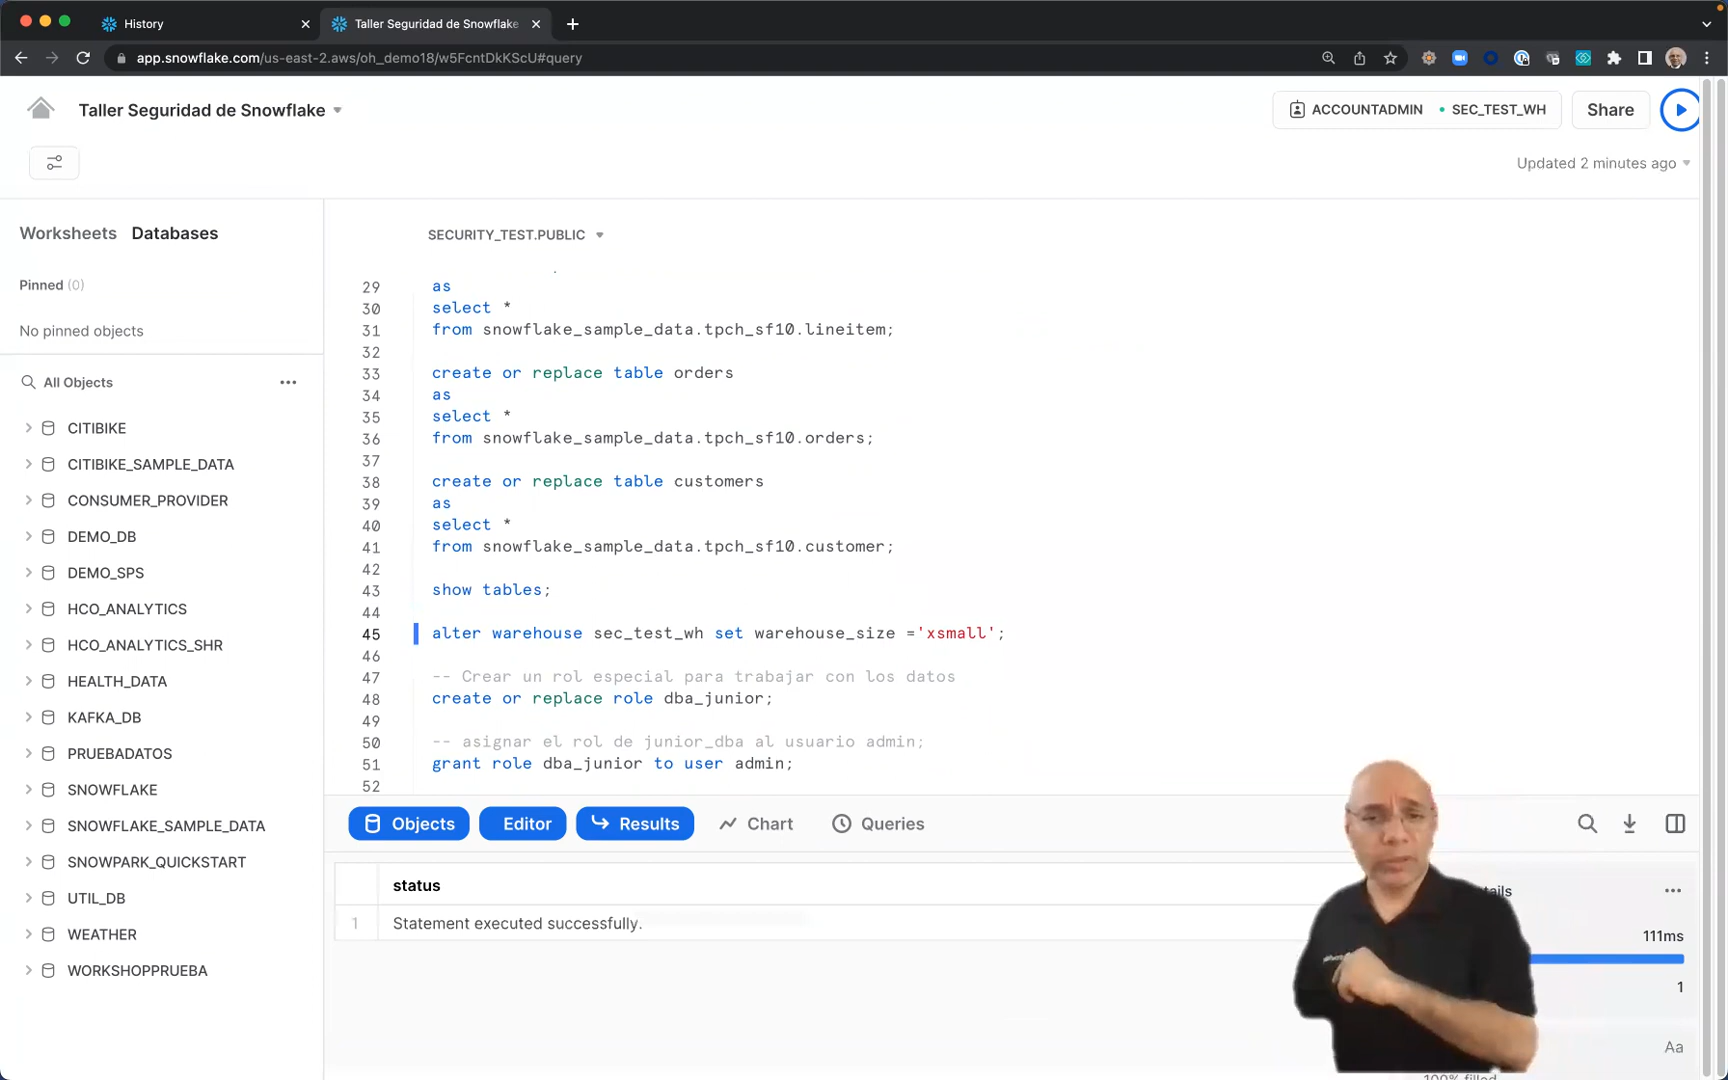 History
Taller Seguridad de Snowflake
app.snowflake.com/us-east-2.aws/oh_demo18/w5FcntDkKScU#query
Taller Seguridad de Snowflake
ACCOUNTADMIN
SEC_TEST_WH
Share
Updated 2 minutes ago
Worksheets
Databases
SECURITY_TEST.PUBLIC
Pinned (0)
No pinned objects
All Objects
CITIBIKE
CITIBIKE_SAMPLE_DATA
CONSUMER_PROVIDER
DEMO_DB
DEMO_SPS
HCO_ANALYTICS
HCO_ANALYTICS_SHR
HEALTH_DATA
KAFKA_DB
PRUEBADATOS
SNOWFLAKE
SNOWFLAKE_SAMPLE_DATA
SNOWPARK_QUICKSTART
UTIL_DB
WEATHER
WORKSHOPPRUEBA
29 as
30 select *
31 from snowflake_sample_data.tpch_sf10.lineitem;
32
33 create or replace table orders
34 as
35 select *
36 from snowflake_sample_data.tpch_sf10.orders;
37
38 create or replace table customers
39 as
40 select *
41 from snowflake_sample_data.tpch_sf10.customer;
42
43 show tables;
44
45 alter warehouse sec_test_wh set warehouse_size ='xsmall';
46
47 -- Crear un rol especial para trabajar con los datos
48 create or replace role dba_junior;
49
50 -- asignar el rol de junior_dba al usuario admin;
51 grant role dba_junior to user admin;
52
Objects
Editor
Results
Chart
Queries
status
1 Statement executed successfully.
111ms
1
Aa
100% filled